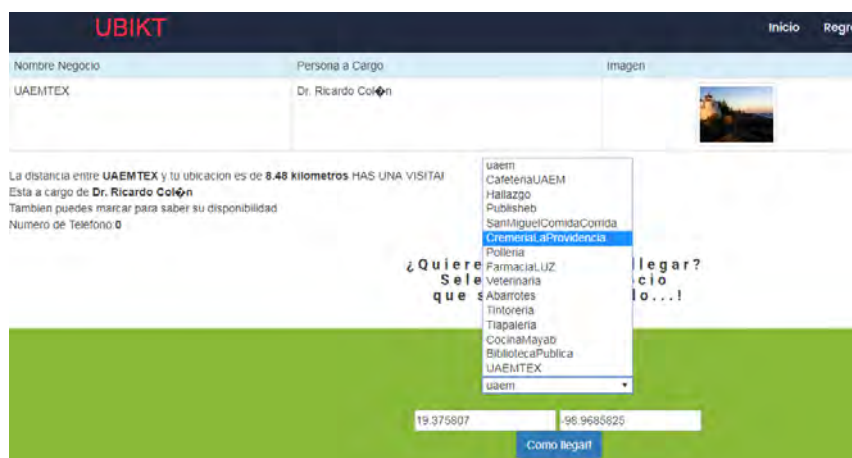 UBIKT
Inicio Regre
Nombre Negocio Persona a Cargo Imagen
UAEMTEX Dr. Ricardo Col�n
La distancia entre UAEMTEX y tu ubicacion es de 8.48 kilometros HAS UNA VISITA!
Esta a cargo de Dr. Ricardo Col�n
Tambien puedes marcar para saber su disponibilidad
Numero de Telefono:0
uaem
CafeteriaUAEM
Hallazgo
Publisheb
SanMiguelComidaCorrida
CremeriaLaProvidencia
Polleria
FarmaciaLUZ
Veterinaria
Abarrotes
Tintoreria
Tlapaleria
CocinaMayab
BibliotecaPublica
UAEMTEX
¿Quiere llegar?
Sele cio
que s lo...!
uaem
19.375807 -98.9685825
Como llegar!